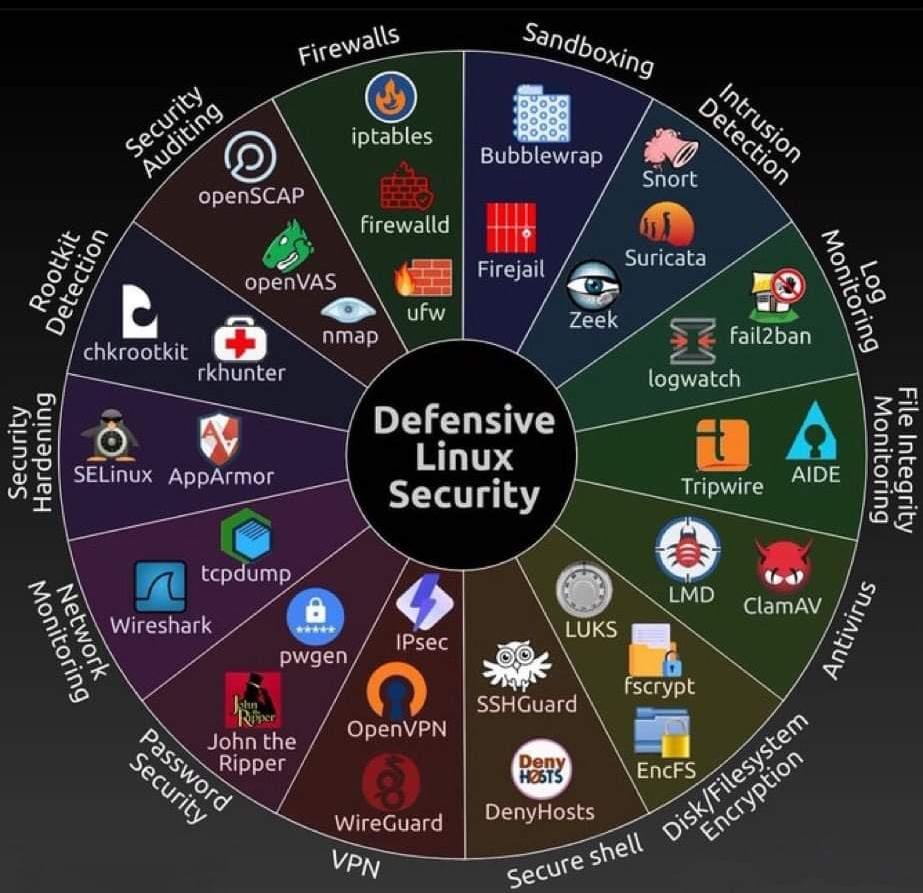 Defensive
Linux
Security
Firewalls
iptables
firewalld
ufw
Sandboxing
Bubblewrap
Firejail
Intrusion
Detection
Snort
Suricata
Zeek
Log
Monitoring
fail2ban
logwatch
File Integrity
Monitoring
Tripwire
AIDE
Antivirus
LMD
ClamAV
Disk/Filesystem
Encryption
LUKS
fscrypt
EncFS
Secure shell
SSHGuard
Deny
HOSTS
DenyHosts
VPN
IPsec
OpenVPN
WireGuard
Password
Security
pwgen
John
the
Ripper
John the
Ripper
Network
Monitoring
tcpdump
Wireshark
Security
Hardening
SELinux
AppArmor
Rootkit
Detection
chkrootkit
rkhunter
Security
Auditing
openSCAP
openVAS
nmap